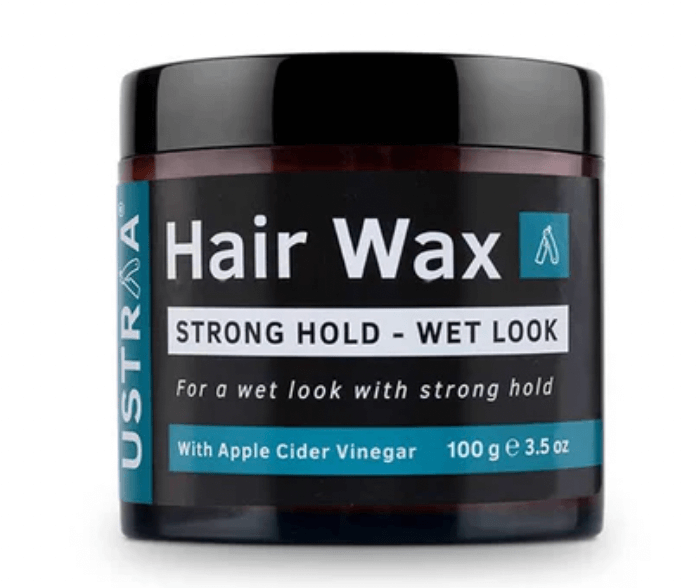 USTRAA®
Hair Wax
STRONG HOLD - WET LOOK
For a wet look with strong hold
With Apple Cider Vinegar 100 g ℮ 3.5 oz